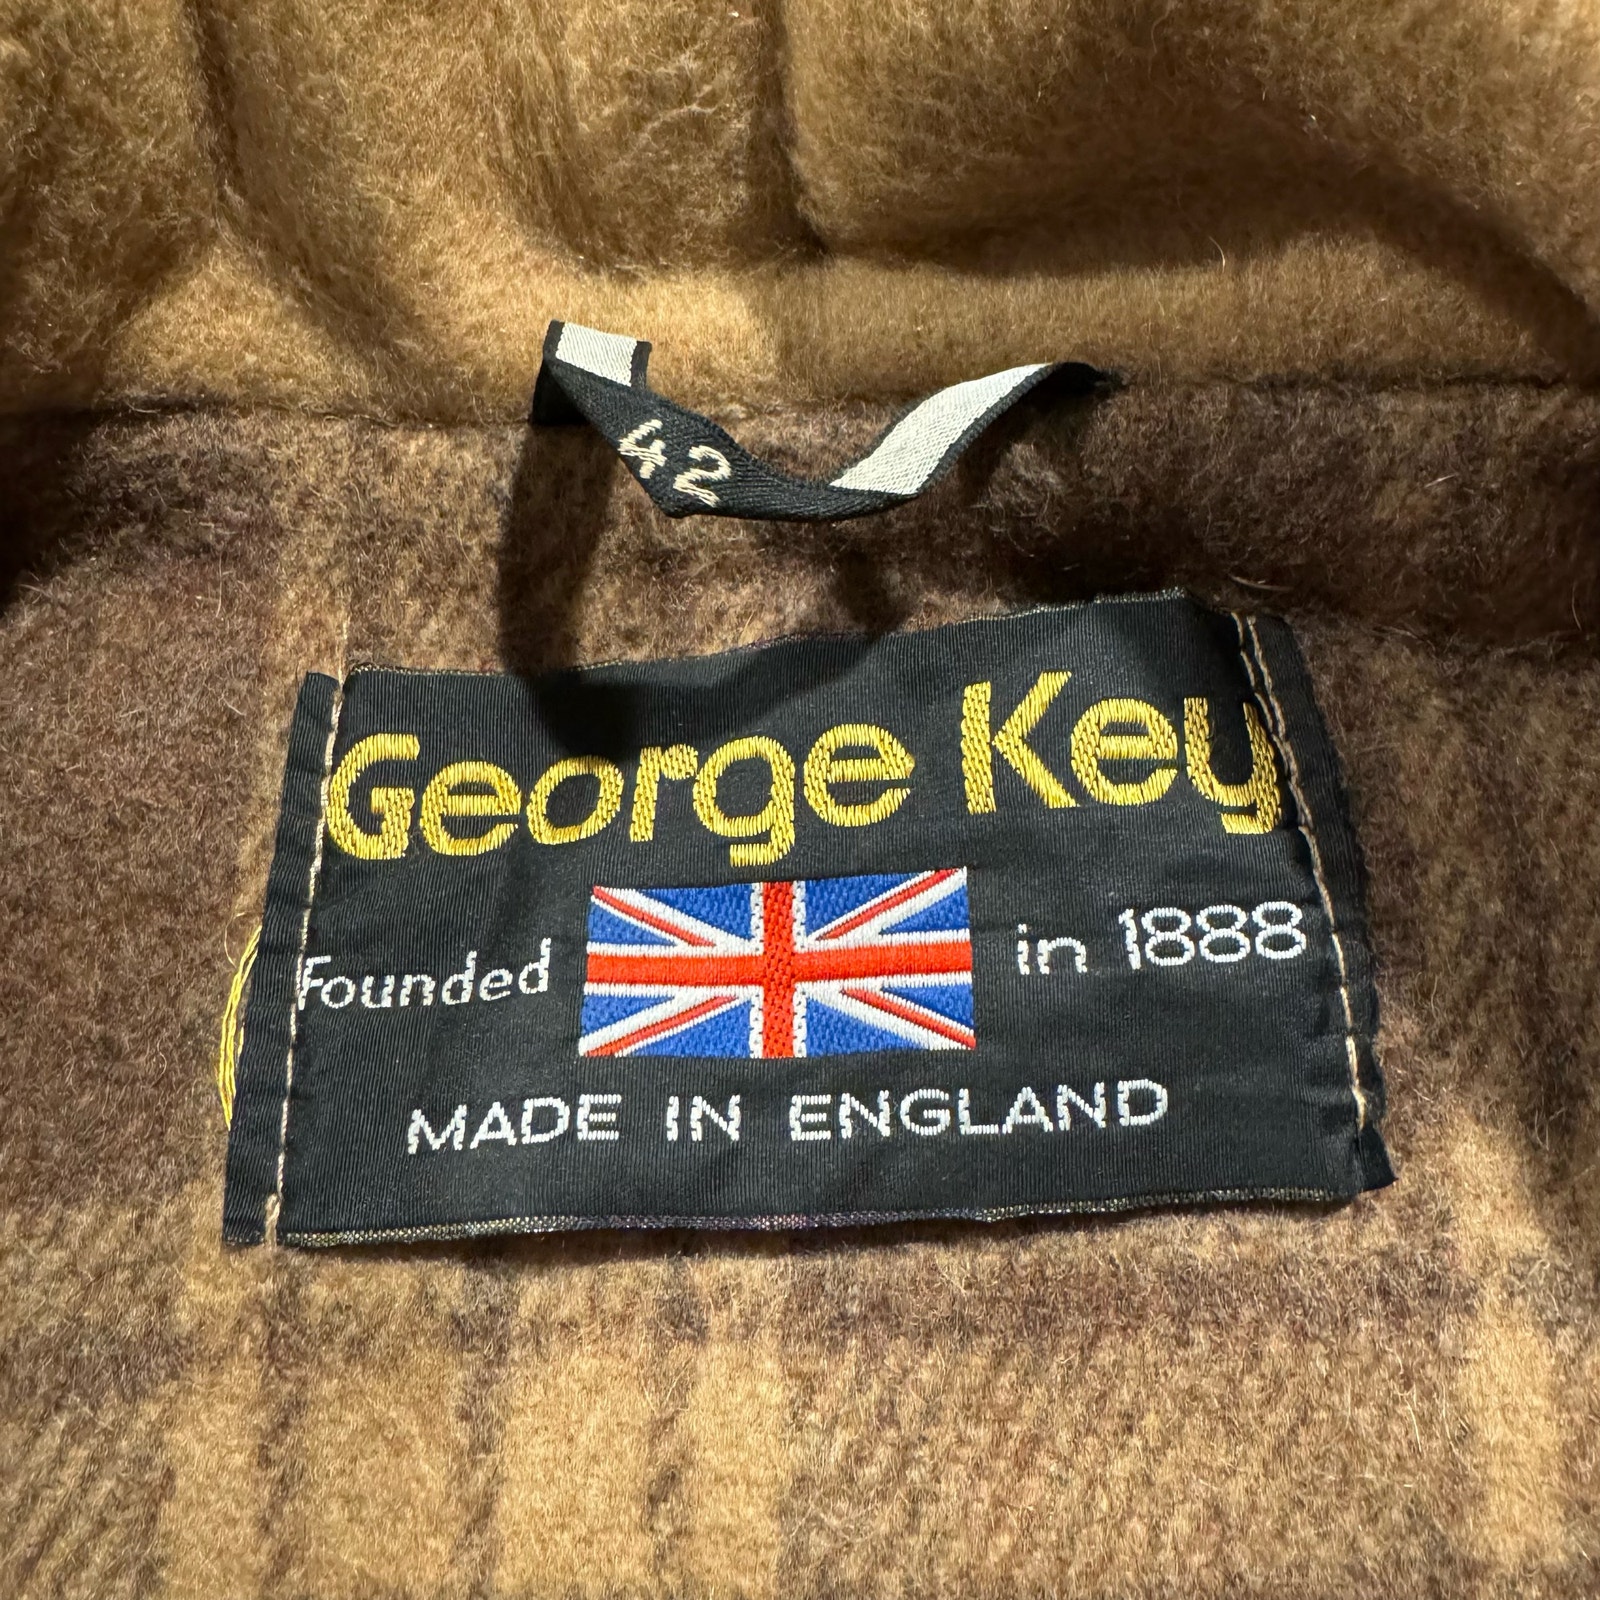 42
George Key
Founded in 1888
MADE IN ENGLAND